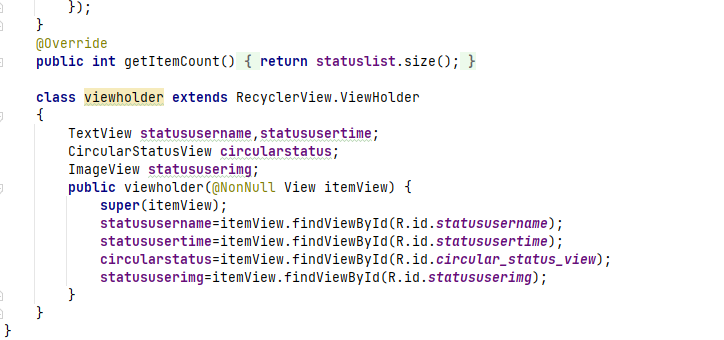 });
}
@Override
public int getItemCount() { return statuslist.size(); }
class viewholder extends RecyclerView.ViewHolder
{
TextView statususername,statususertime;
CircularStatusView circularstatus;
ImageView statususerimg;
public viewholder(@NonNull View itemView) {
super(itemView);
statususername=itemView.findViewById(R.id.statususername);
statususertime=itemView.findViewById(R.id.statususertime);
circularstatus=itemView.findViewById(R.id.circular_status_view);
statususerimg=itemView.findViewById(R.id.statususerimg);
}
}
}